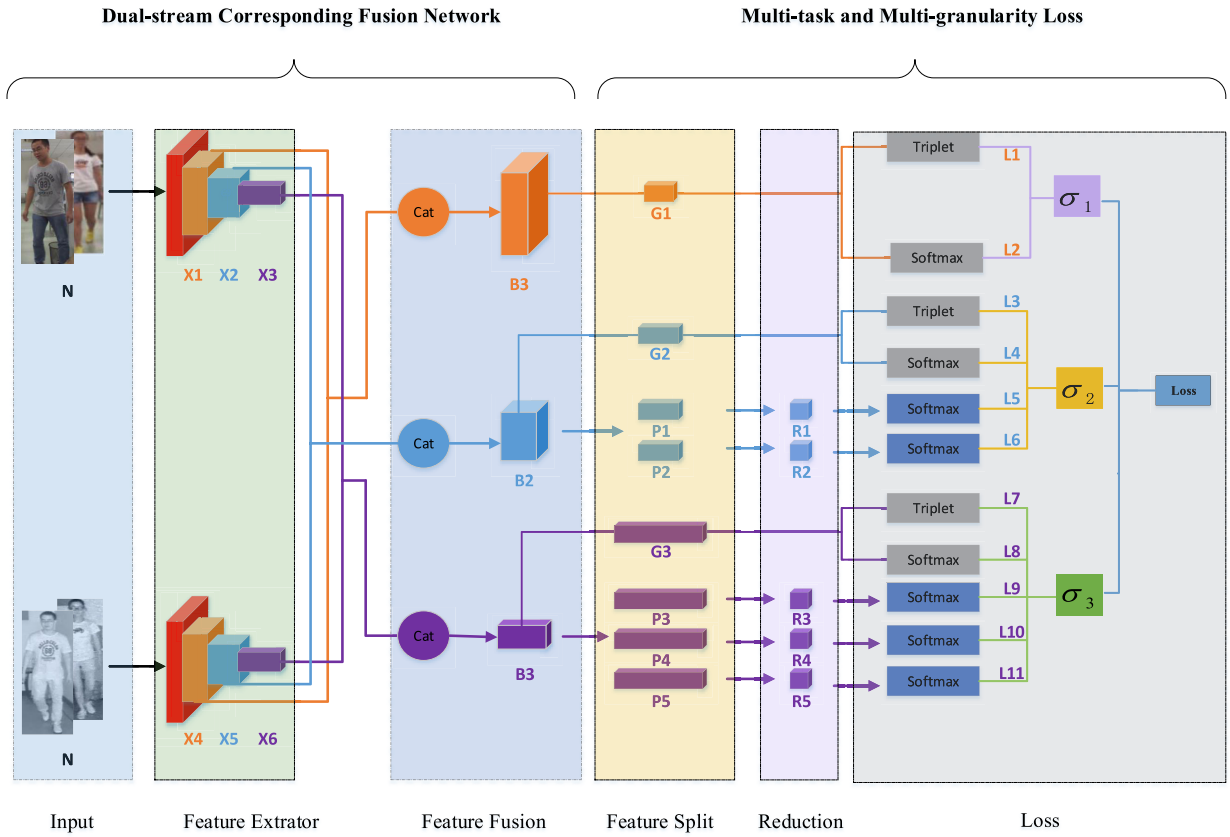 Dual-stream Corresponding Fusion Network
Multi-task and Multi-granularity Loss
N
X1 X2 X3
Cat
B3
G1
Triplet
L1
Softmax
L2
σ1
G2
Triplet
L3
Softmax
L4
Cat
B2
P1
R1
Softmax
L5
P2
R2
Softmax
L6
σ2
Loss
G3
Triplet
L7
Softmax
L8
Cat
B3
P3
R3
Softmax
L9
P4
R4
Softmax
L10
P5
R5
Softmax
L11
σ3
X4 X5 X6
N
Input
Feature Extrator
Feature Fusion
Feature Split
Reduction
Loss